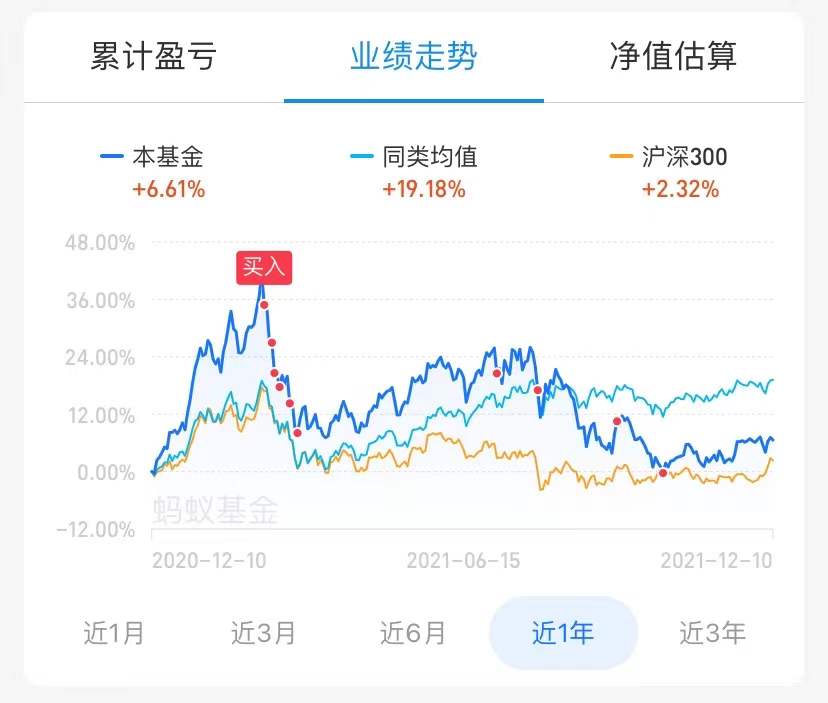 累计盈亏 业绩走势 净值估算
本基金 同类均值 沪深300
+6.61% +19.18% +2.32%
48.00%
买入
36.00%
24.00%
12.00%
0.00%
蚂蚁基金
-12.00%
2020-12-10 2021-06-15 2021-12-10
近1月 近3月 近6月 近1年 近3年